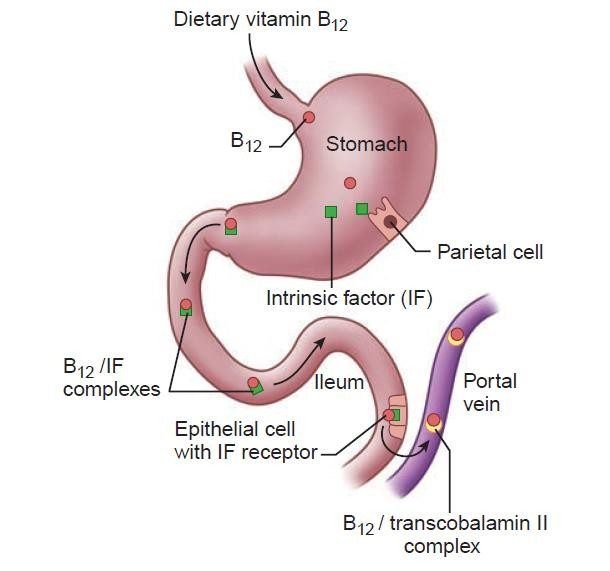 Dietary vitamin B12
B12
Stomach
Parietal cell
Intrinsic factor (IF)
B12 /IF
complexes
Ileum
Portal
vein
Epithelial cell
with IF receptor
B12 / transcobalamin II
complex